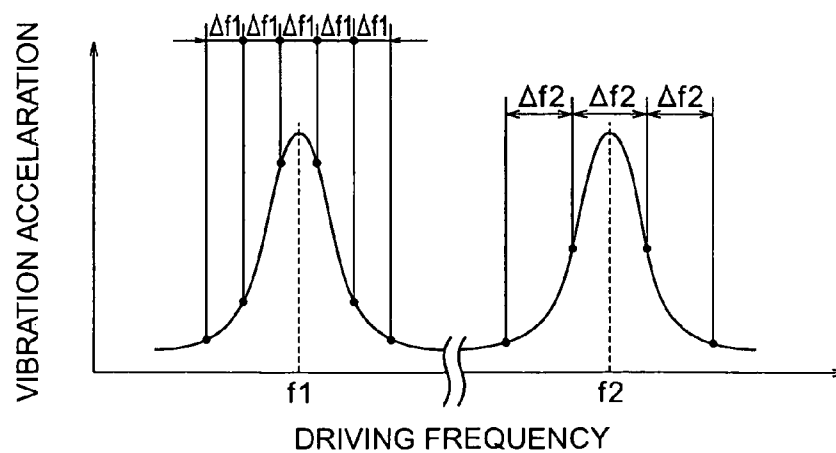 Δf1 Δf1 Δf1 Δf1 Δf1
Δf2 Δf2 Δf2
VIBRATION ACCELARATION
f1 f2
DRIVING FREQUENCY